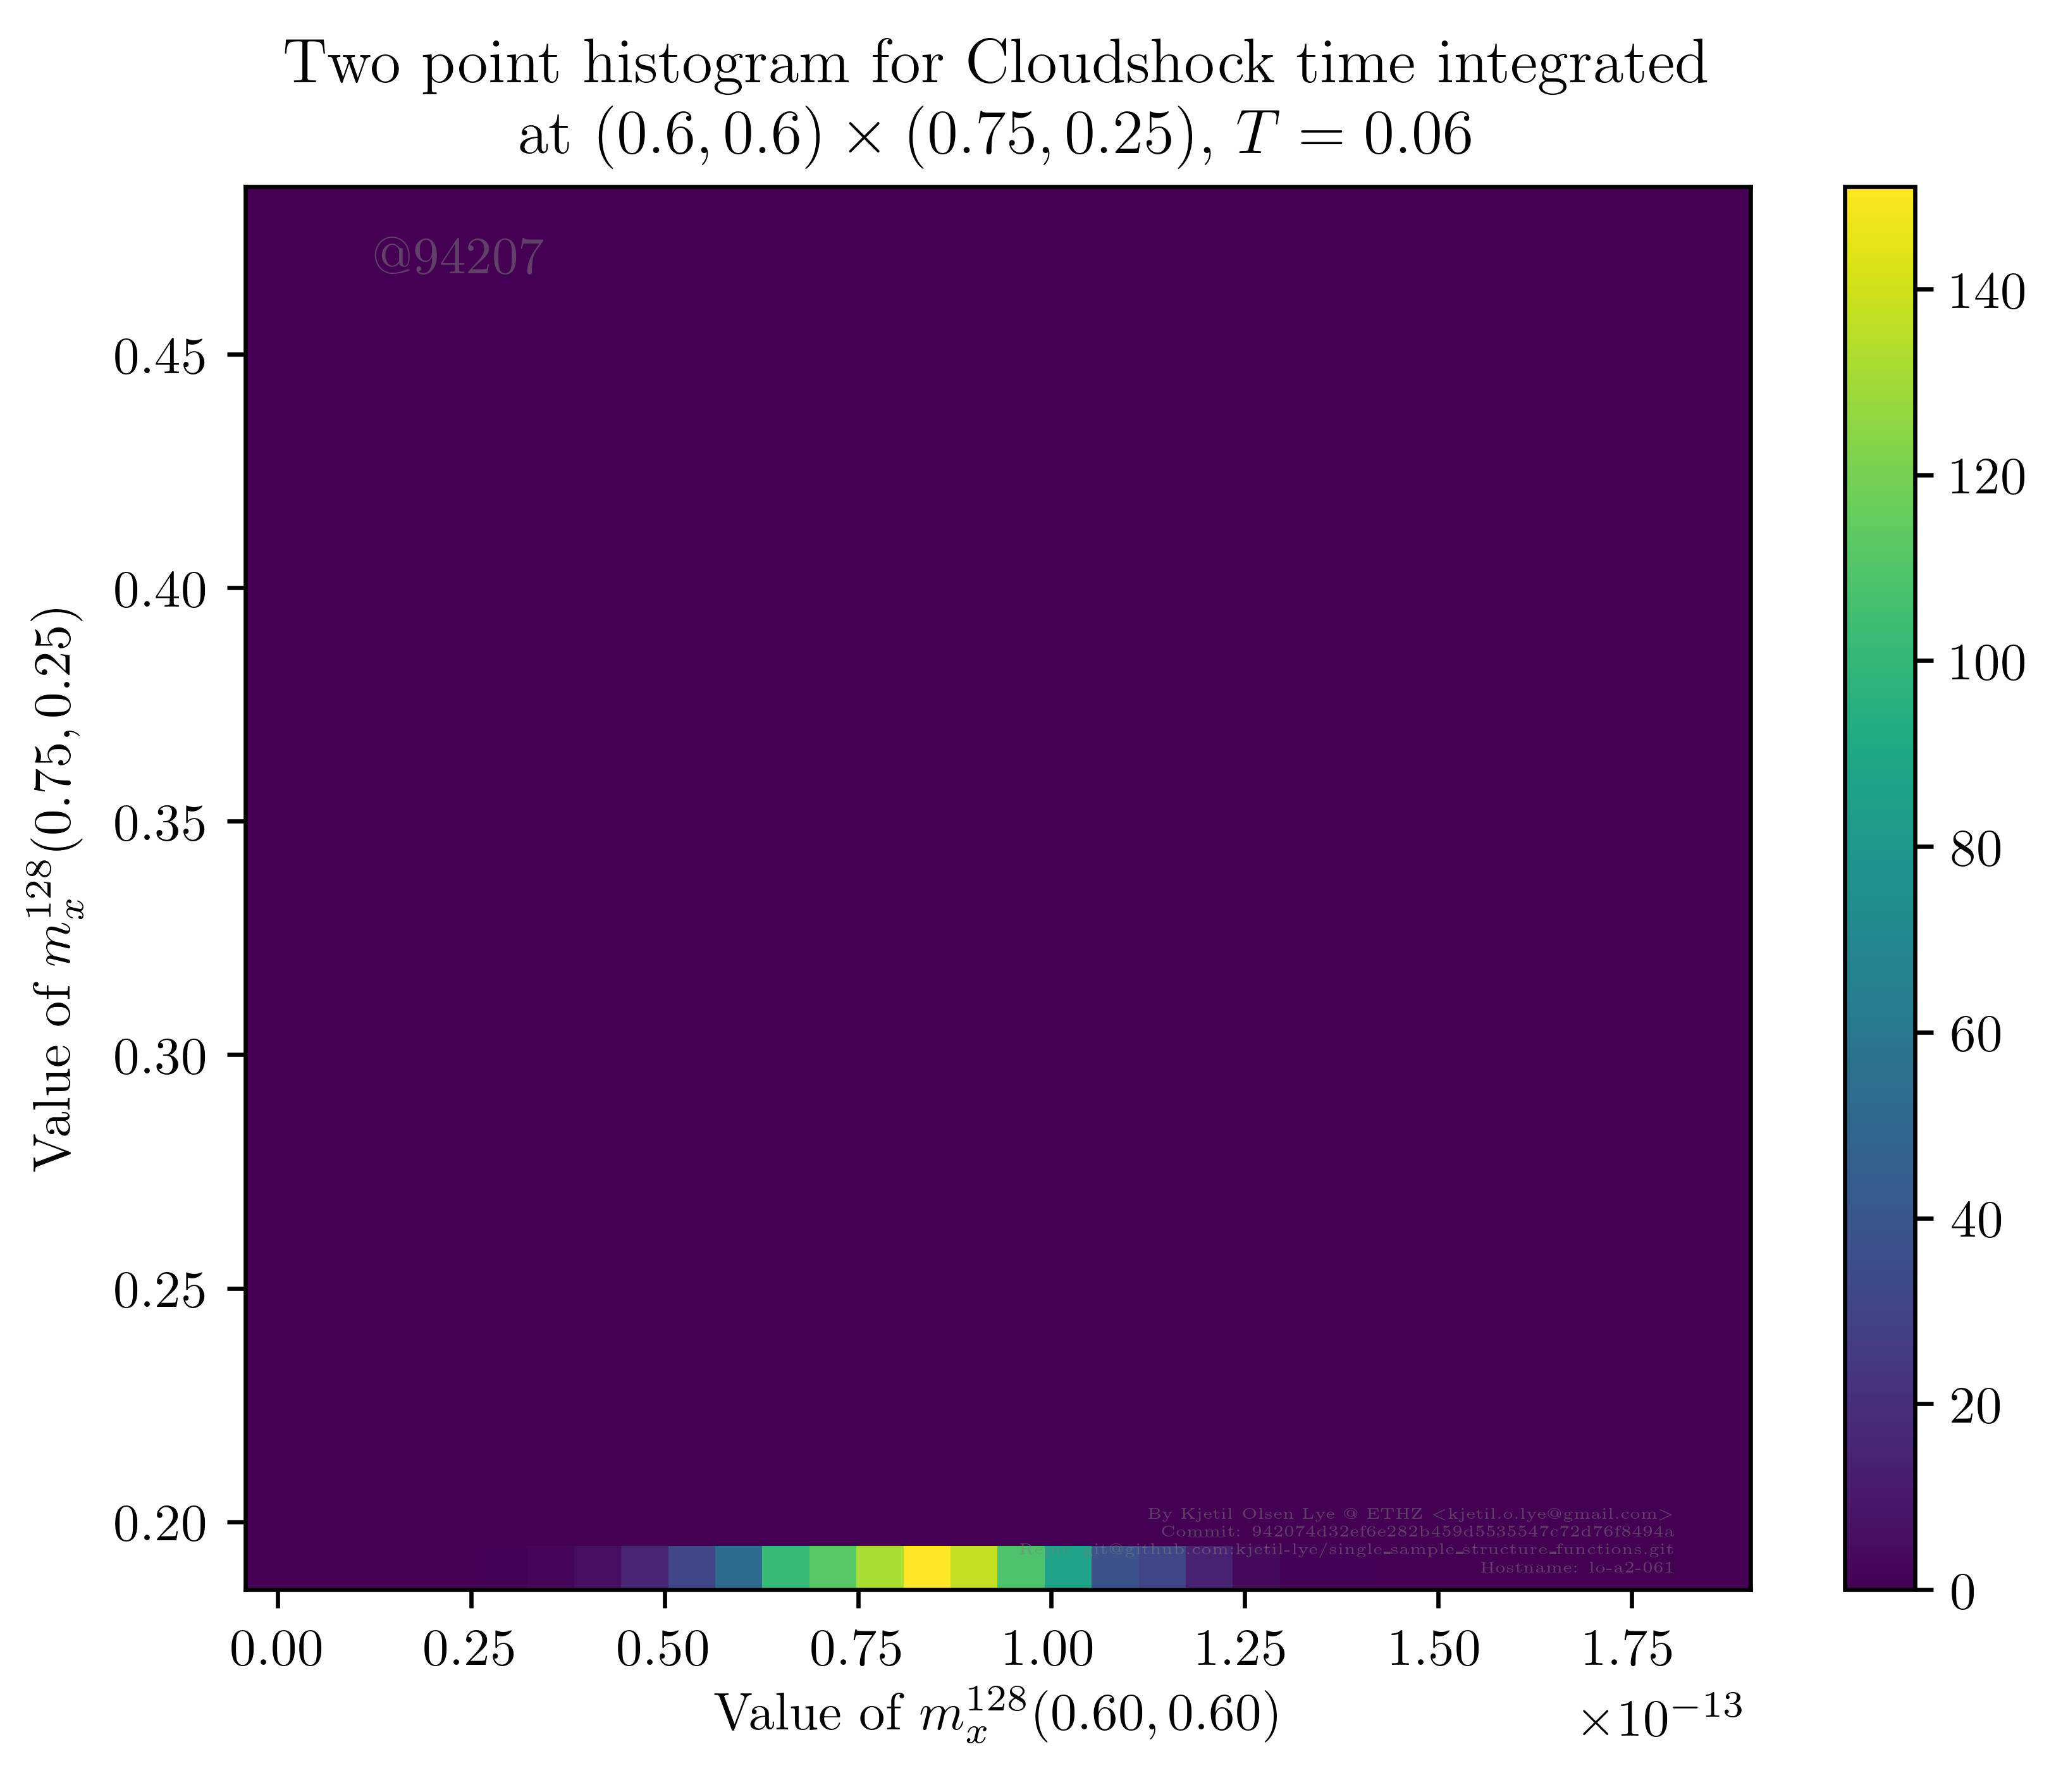 Two point histogram for Cloudshock time integrated
at (0.6, 0.6) × (0.75, 0.25), T = 0.06
@94207
0.45
0.40
0.35
0.30
0.25
0.20
Value of m_x^{128}(0.75, 0.25)
140
120
100
80
60
40
20
0
By Kjetil Olsen Lye @ ETHZ <kjetil.o.lye@gmail.com>
Commit: 942074d32ef6e282b459d5535547c72d76f8494a
git@github.com:kjetil-lye/single_sample_structure_functions.git
Hostname: lo-a2-061
0.00 0.25 0.50 0.75 1.00 1.25 1.50 1.75
Value of m_x^{128}(0.60, 0.60)
×10^{−13}